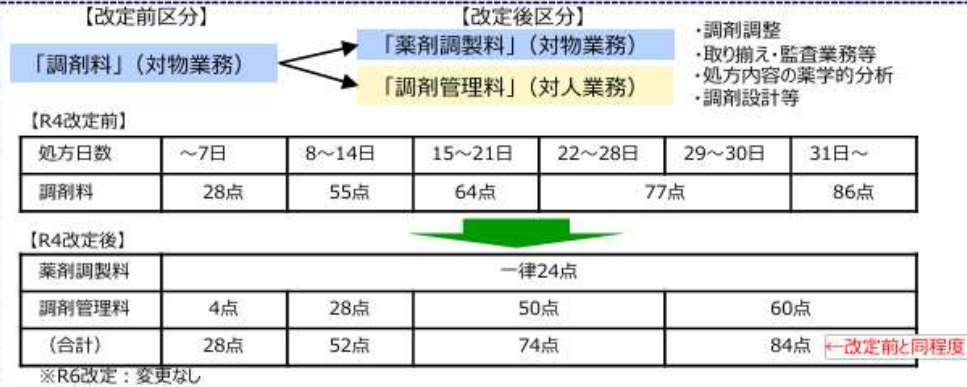 【改定前区分】 【改定後区分】
「調剤料」（対物業務）
「薬剤調製料」（対物業務）
「調剤管理料」（対人業務）
・調剤調整
・取り揃え・監査業務等
・処方内容の薬学的分析
・調剤設計等
【R4改定前】
処方日数 ～7日 8～14日 15～21日 22～28日 29～30日 31日～
調剤料 28点 55点 64点 77点 86点
【R4改定後】
薬剤調製料 一律24点
調剤管理料 4点 28点 50点 60点
（合計） 28点 52点 74点 84点 ←改定前と同程度
※R6改定：変更なし